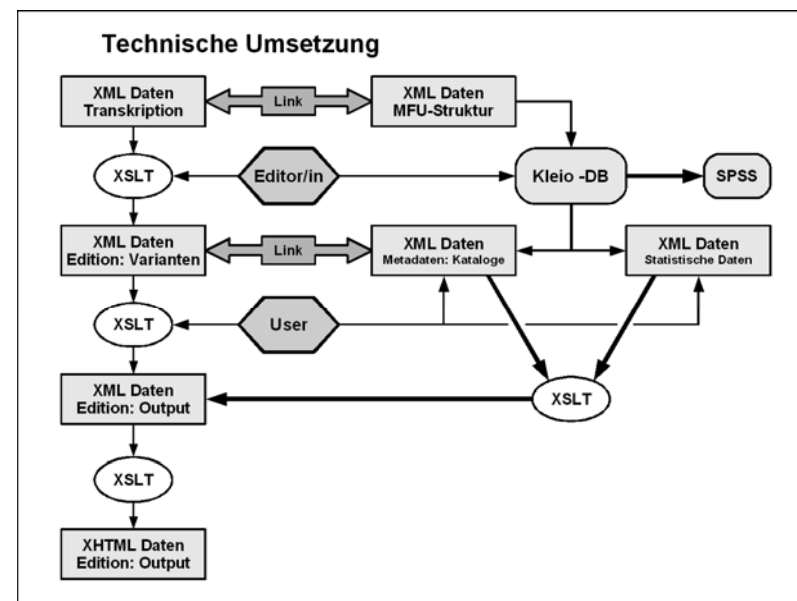 Technische Umsetzung
XML Daten
Transkription
Link
XML Daten
MFU-Struktur
XSLT
Editor/in
Kleio -DB
SPSS
XML Daten
Edition: Varianten
Link
XML Daten
Metadaten: Kataloge
XML Daten
Statistische Daten
XSLT
User
XML Daten
Edition: Output
XSLT
XSLT
XHTML Daten
Edition: Output